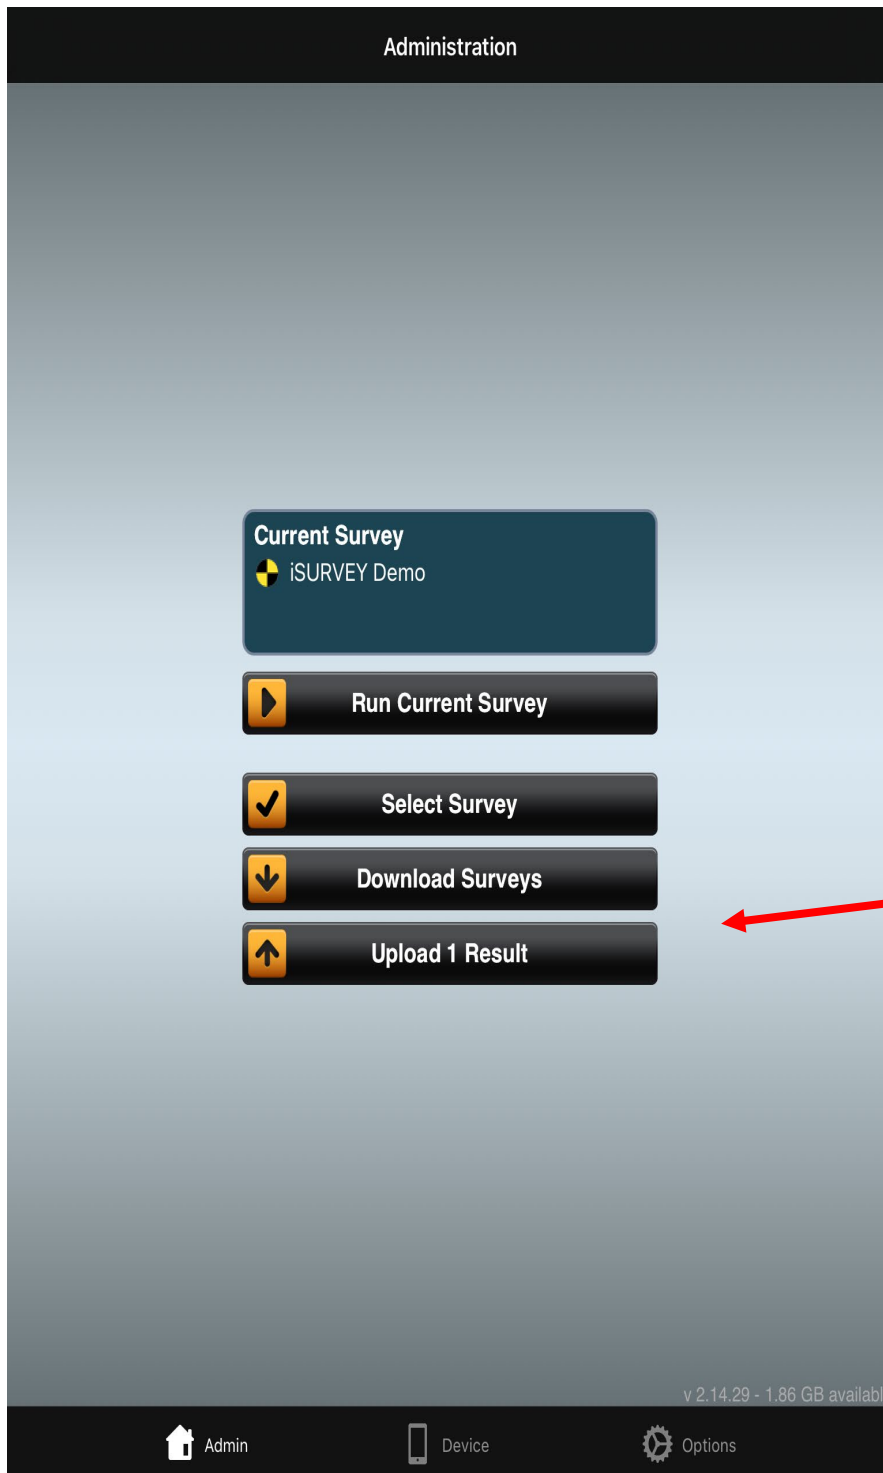 Administration
Current Survey
iSURVEY Demo
Run Current Survey
Select Survey
Download Surveys
Upload 1 Result
v 2.14.29 - 1.86 GB availabl
Admin
Device
Options